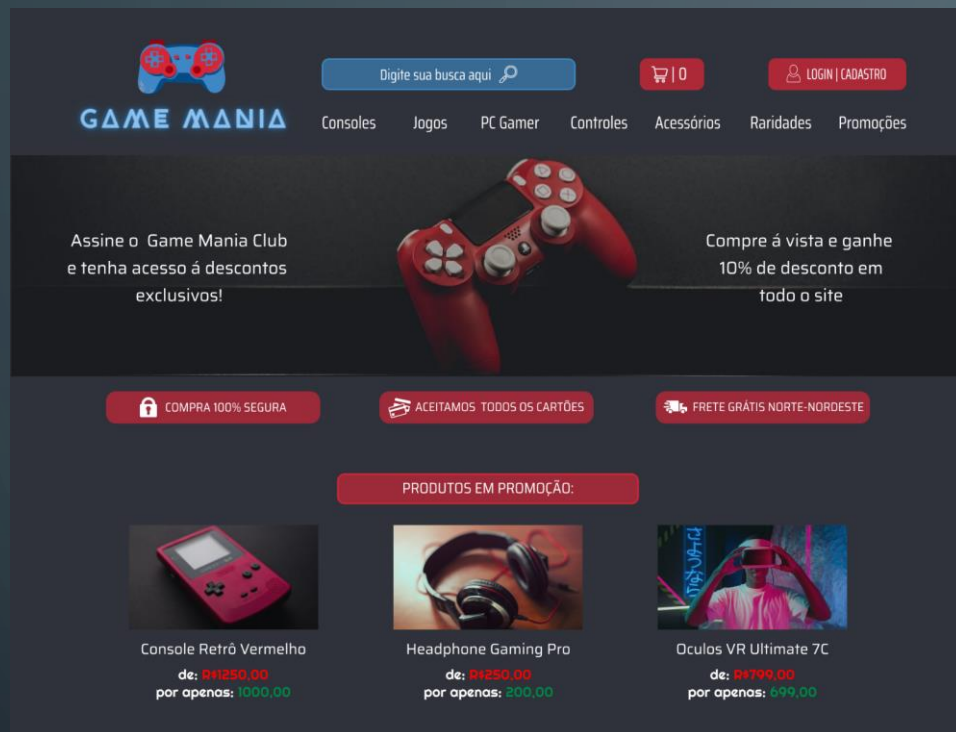 Digite sua busca aqui
| 0
LOGIN | CADASTRO
GAME MANIA
Consoles Jogos PC Gamer Controles Acessórios Raridades Promoções
Assine o Game Mania Club
e tenha acesso á descontos
exclusivos!
Compre á vista e ganhe
10% de desconto em
todo o site
COMPRA 100% SEGURA
ACEITAMOS TODOS OS CARTÕES
FRETE GRÁTIS NORTE-NORDESTE
PRODUTOS EM PROMOÇÃO:
Console Retrô Vermelho
de: R$1250,00
por apenas: 1000,00
Headphone Gaming Pro
de: R$250,00
por apenas: 200,00
Oculos VR Ultimate 7C
de: R$799,00
por apenas: 699,00